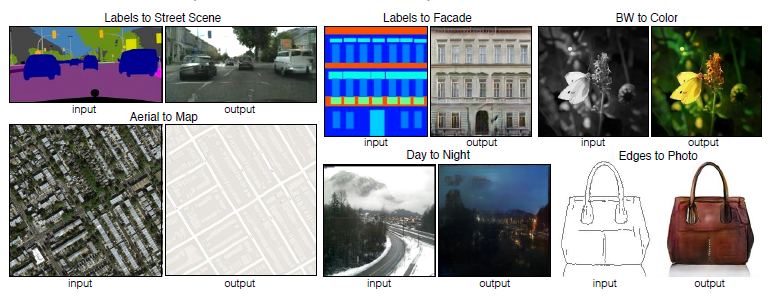 Labels to Street Scene
input
output
Aerial to Map
input
output
Labels to Facade
input
output
BW to Color
input
output
Day to Night
input
output
Edges to Photo
input
output